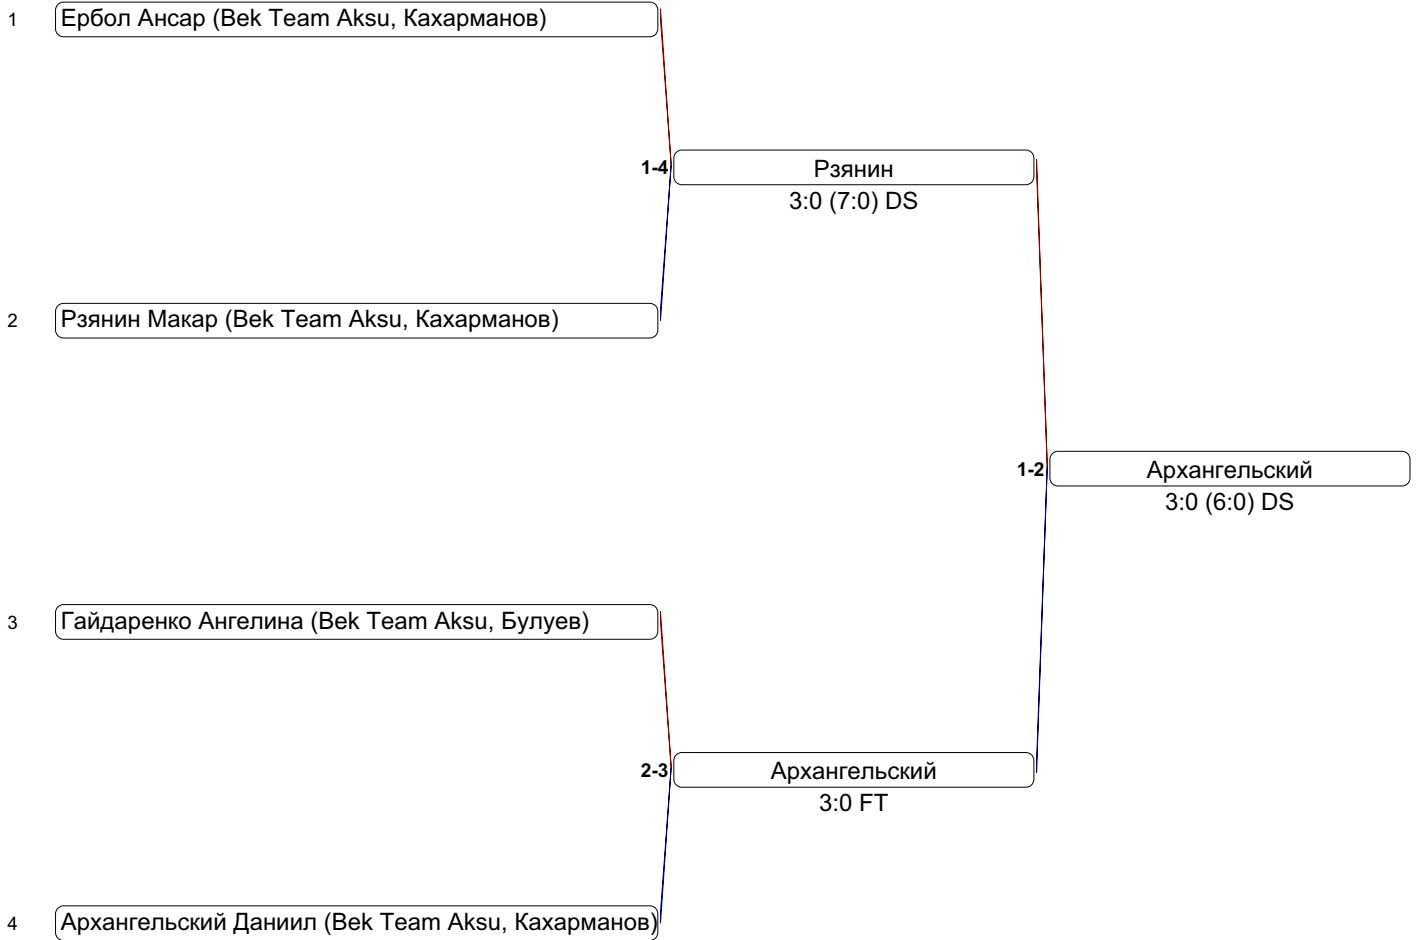 1 Ербол Ансар (Bek Team Aksu, Кахарманов)
1-4 Рзянин
3:0 (7:0) DS
2 Рзянин Макар (Bek Team Aksu, Кахарманов)
1-2 Архангельский
3:0 (6:0) DS
3 Гайдаренко Ангелина (Bek Team Aksu, Булуев)
2-3 Архангельский
3:0 FT
4 Архангельский Даниил (Bek Team Aksu, Кахарманов)